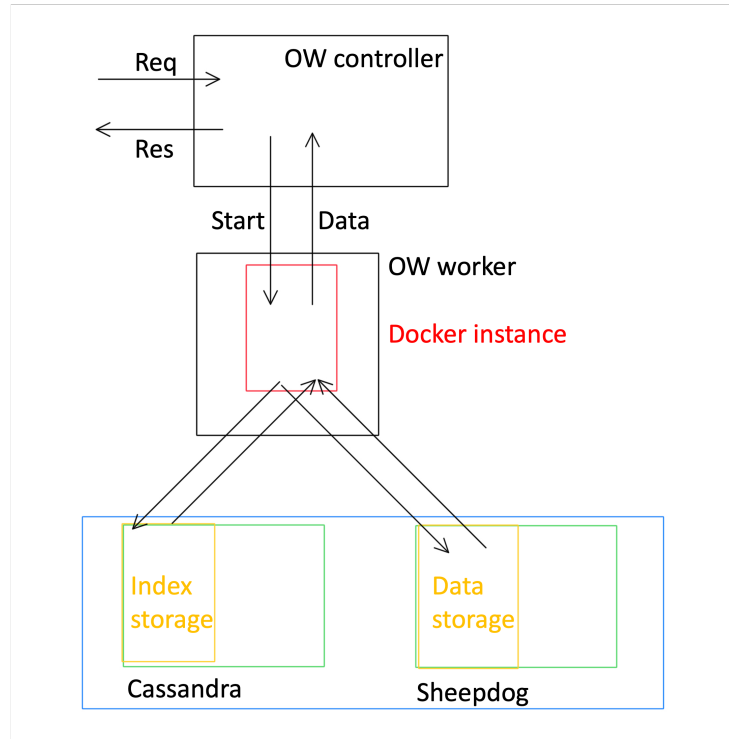 Req
OW controller
Res
Start
Data
OW worker
Docker instance
Index
storage
Data
storage
Cassandra
Sheepdog